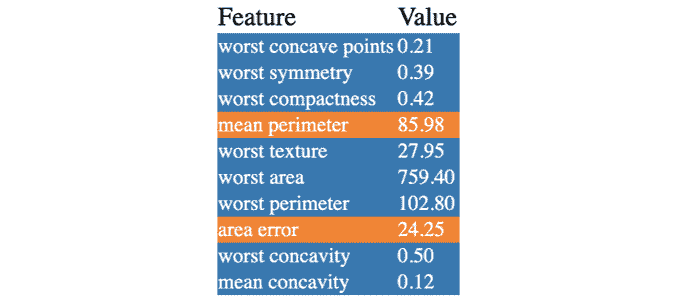 Feature Value
worst concave points 0.21
worst symmetry 0.39
worst compactness 0.42
mean perimeter 85.98
worst texture 27.95
worst area 759.40
worst perimeter 102.80
area error 24.25
worst concavity 0.50
mean concavity 0.12